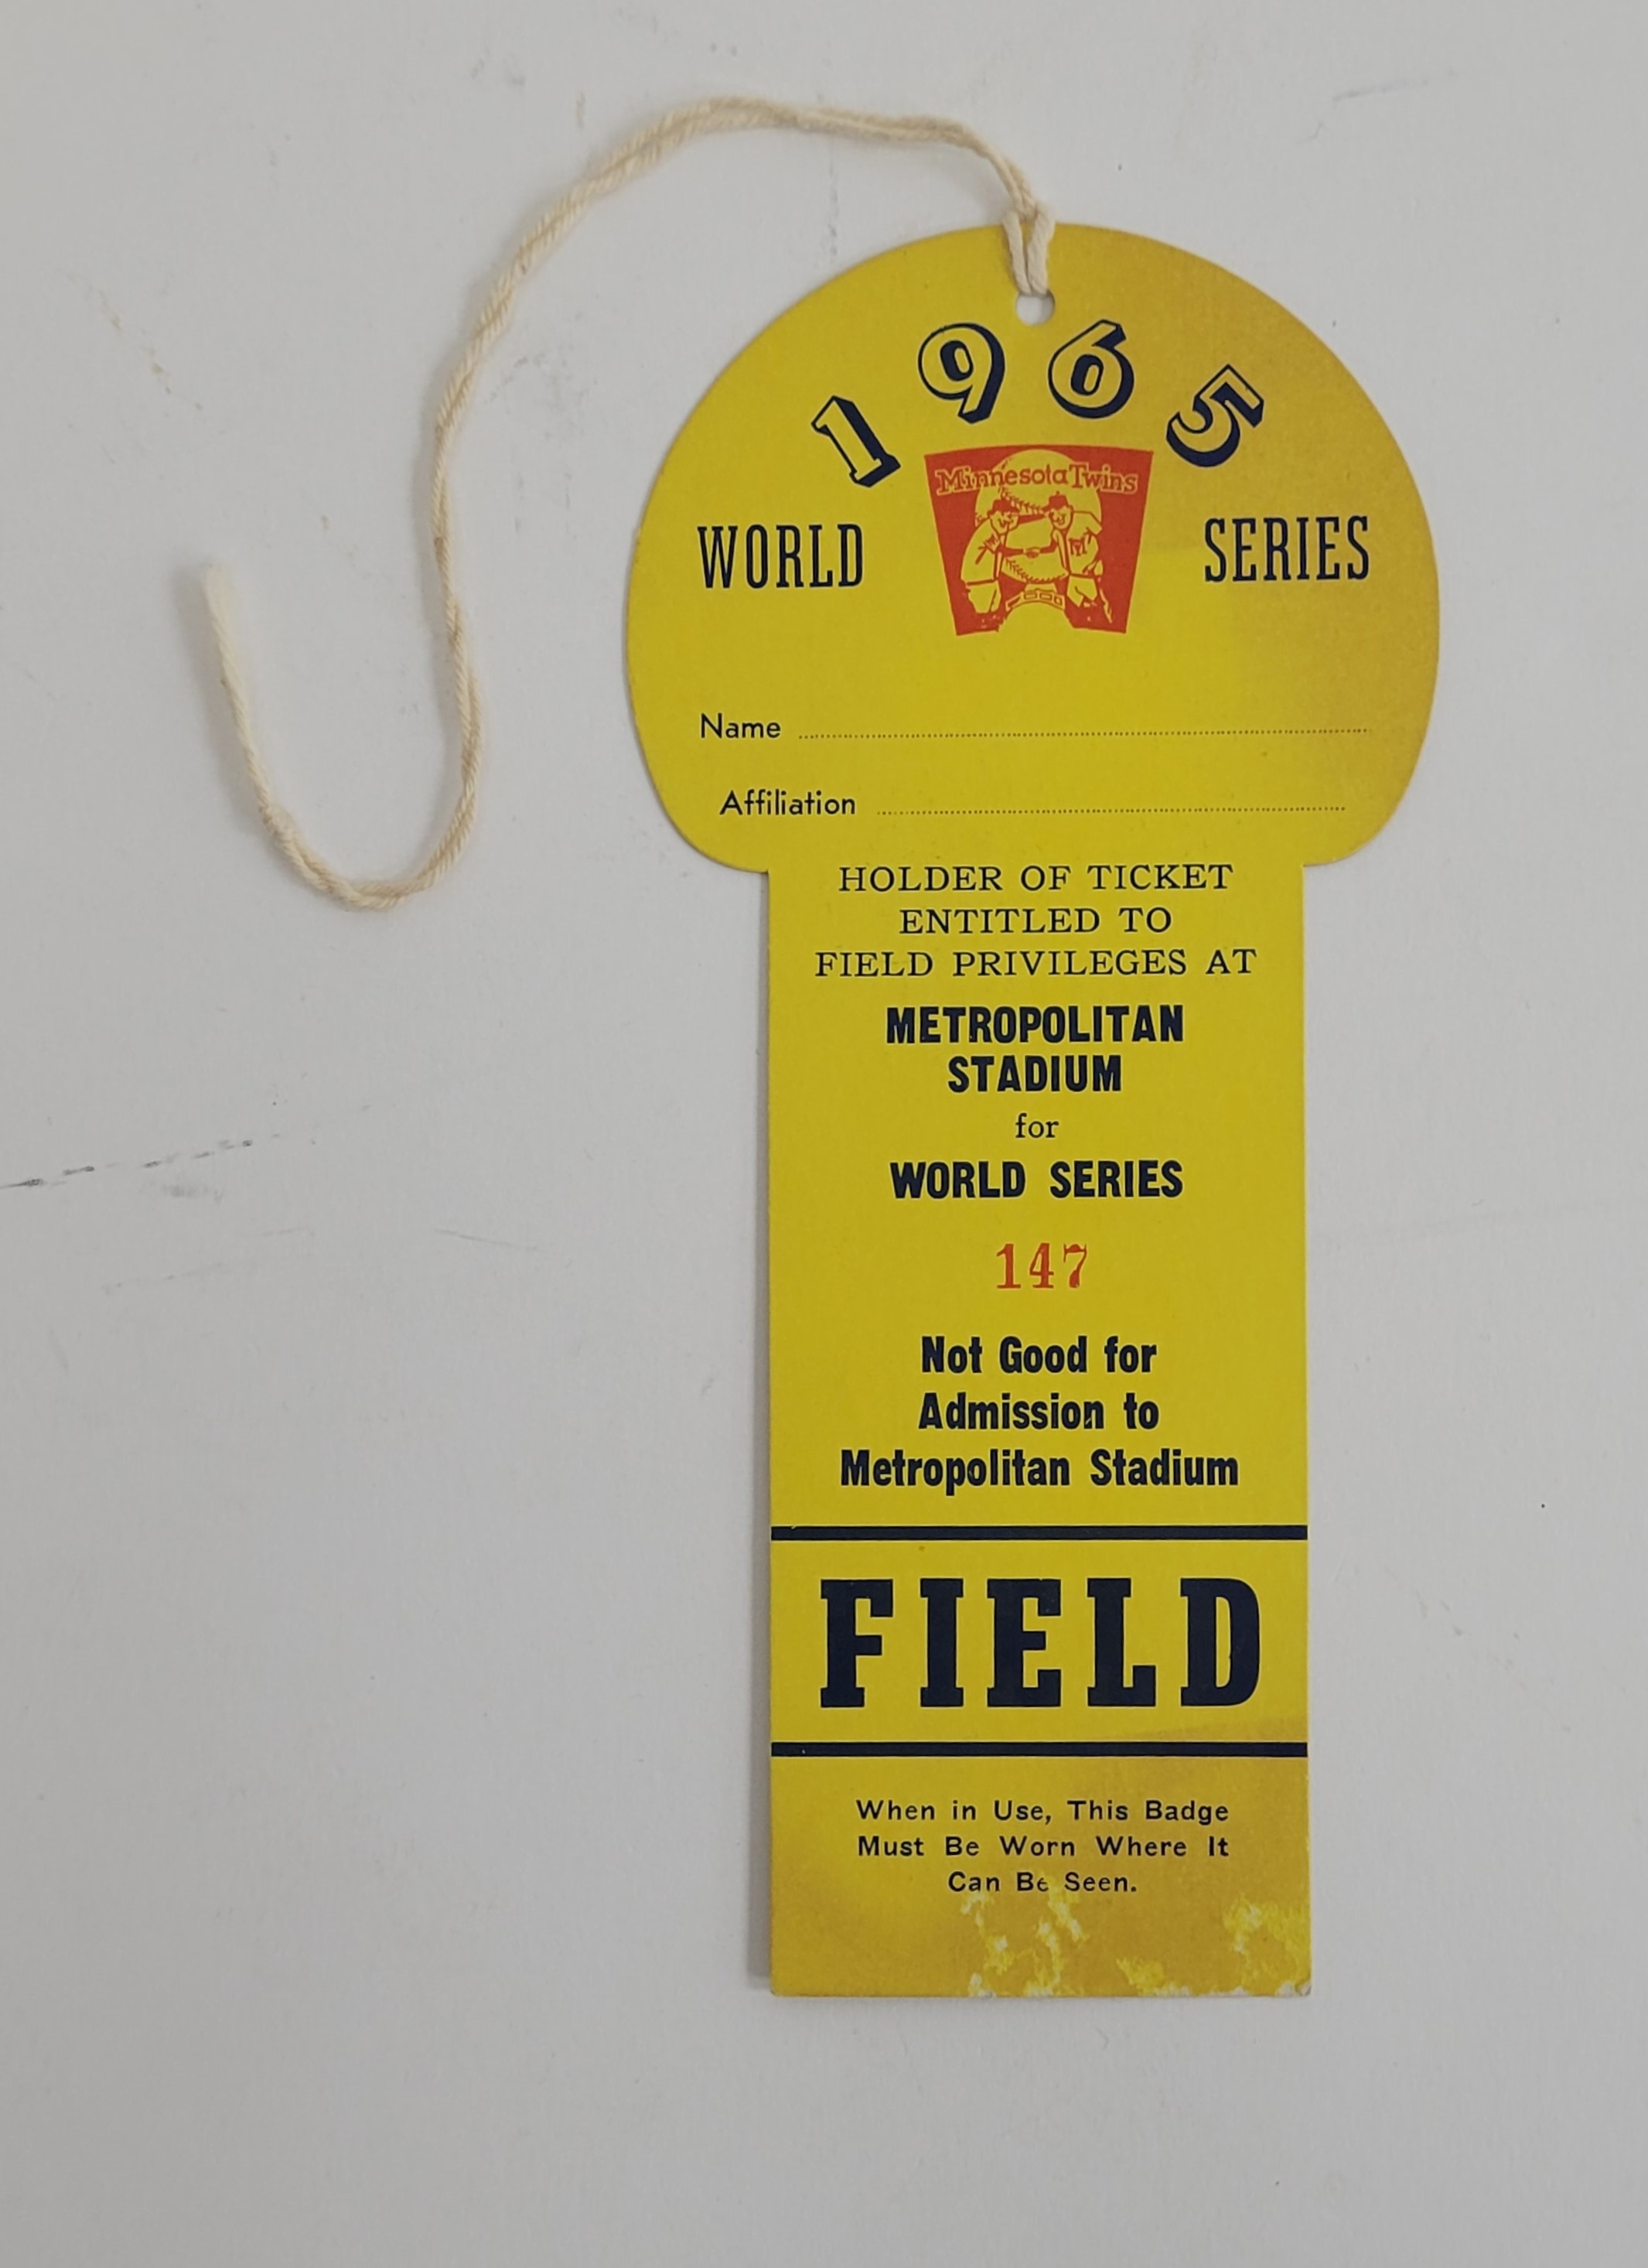 1965
Minnesota Twins
WORLD SERIES
Name
Affiliation
HOLDER OF TICKET
ENTITLED TO
FIELD PRIVILEGES AT
METROPOLITAN
STADIUM
for
WORLD SERIES
147
Not Good for
Admission to
Metropolitan Stadium
FIELD
When in Use, This Badge
Must Be Worn Where It
Can Be Seen.